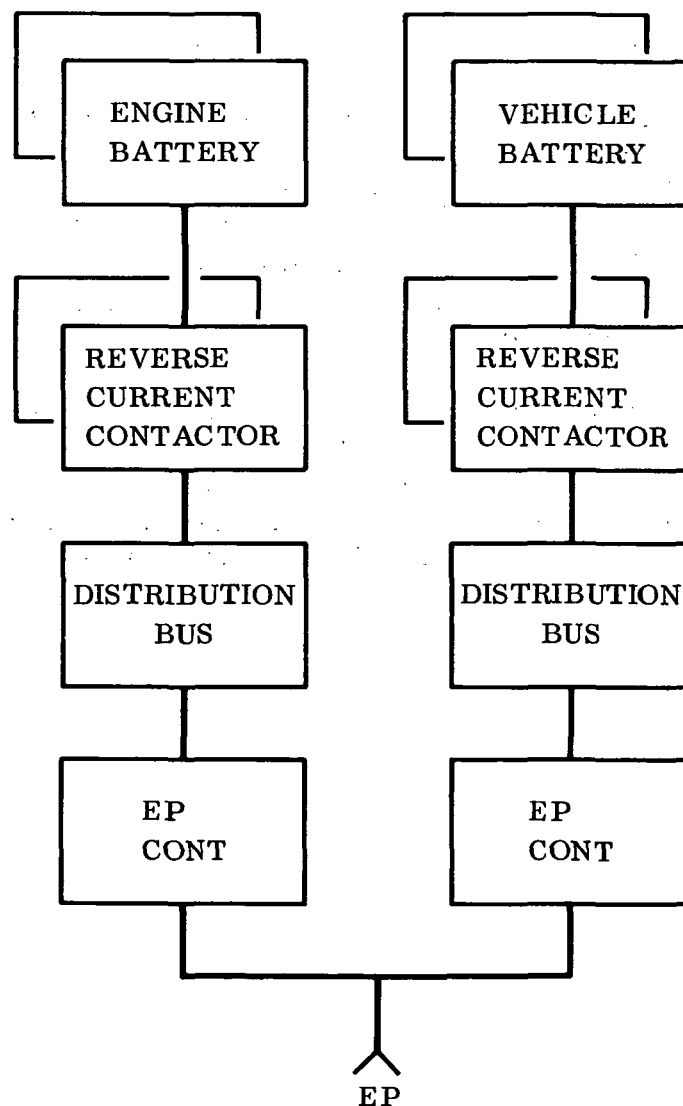 ENGINE
BATTERY
VEHICLE
BATTERY
REVERSE
CURRENT
CONTACTOR
REVERSE
CURRENT
CONTACTOR
DISTRIBUTION
BUS
DISTRIBUTION
BUS
EP
CONT
EP
CONT
EP